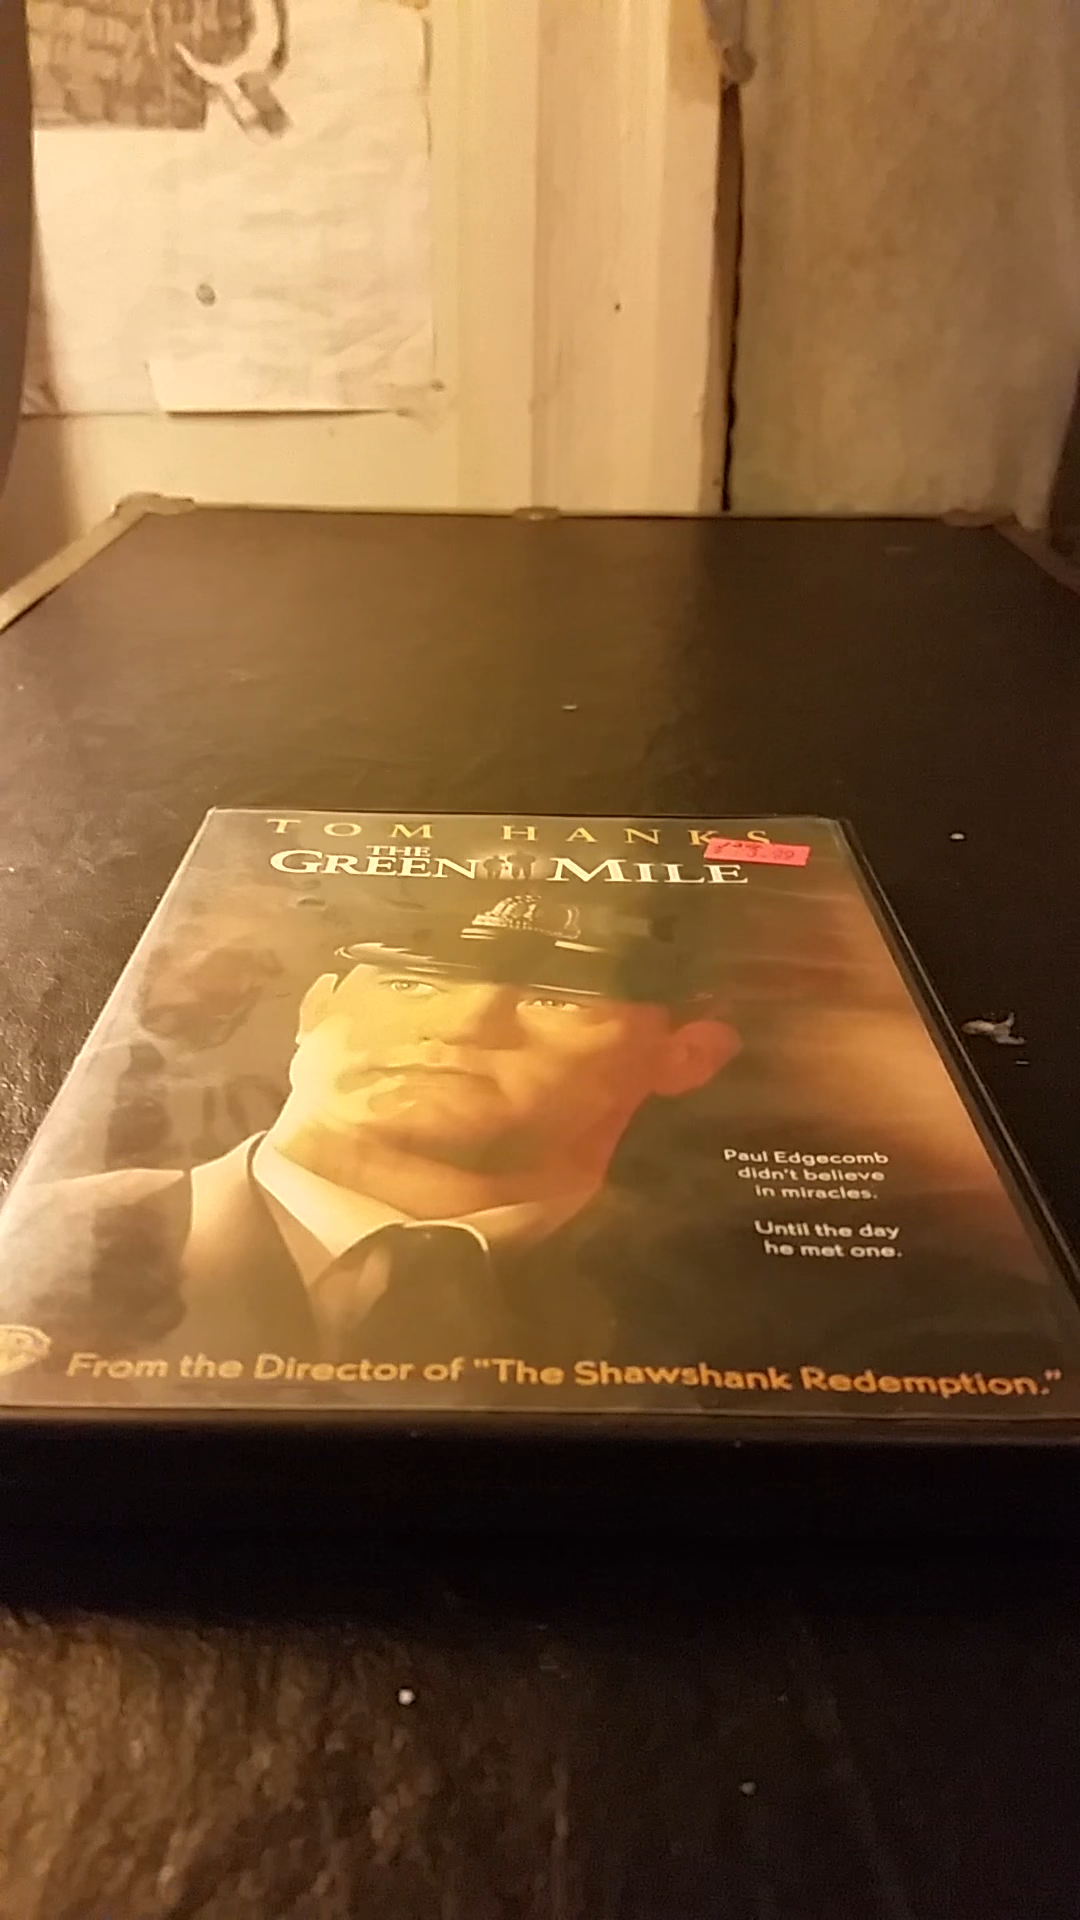 TOM HANKS
THE
GREEN MILE
Paul Edgecomb
didn't believe
in miracles.
Until the day
he met one.
From the Director of "The Shawshank Redemption."